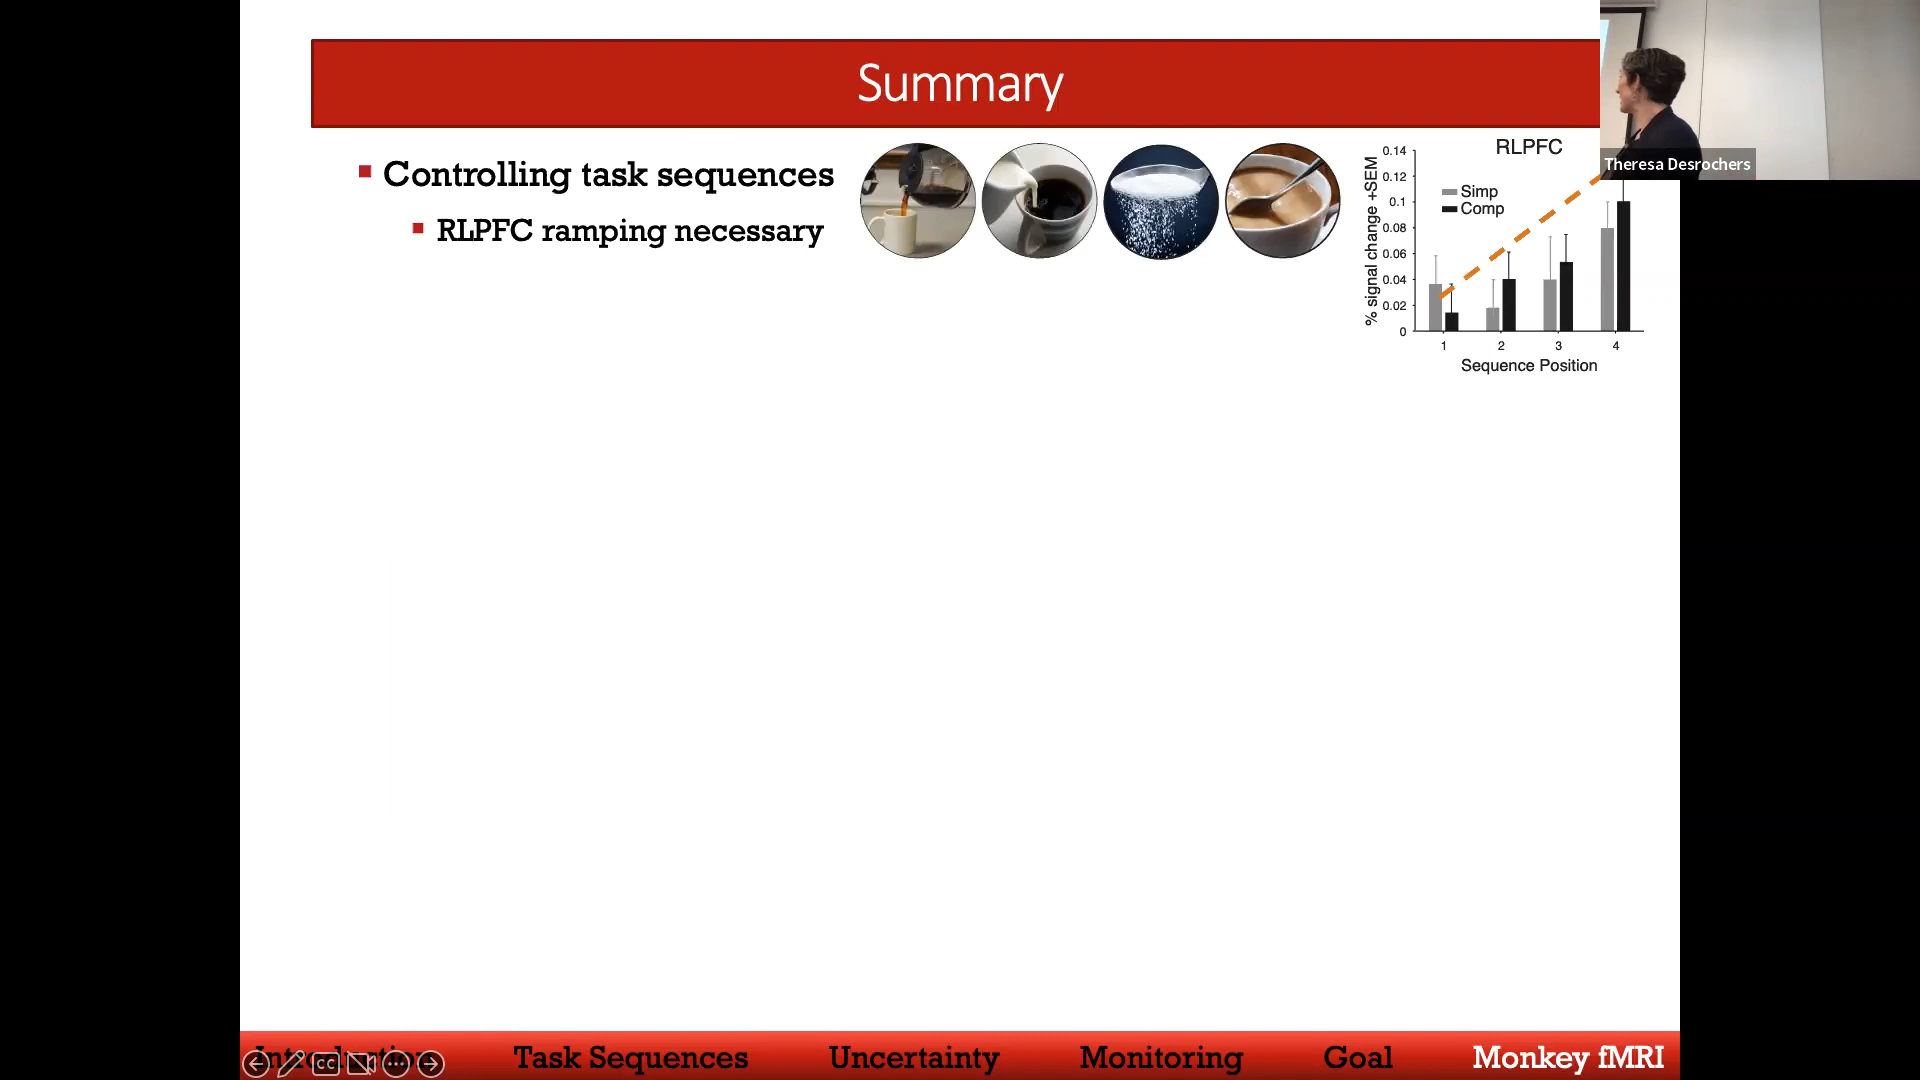 Summary
Controlling task sequences
RLPFC ramping necessary
RLPFC
Theresa Desrochers
% signal change +SEM
0.14
0.12
0.1
0.08
0.06
0.04
0.02
0
Simp
Comp
1 2 3 4
Sequence Position
Introduction Task Sequences Uncertainty Monitoring Goal Monkey fMRI
CC